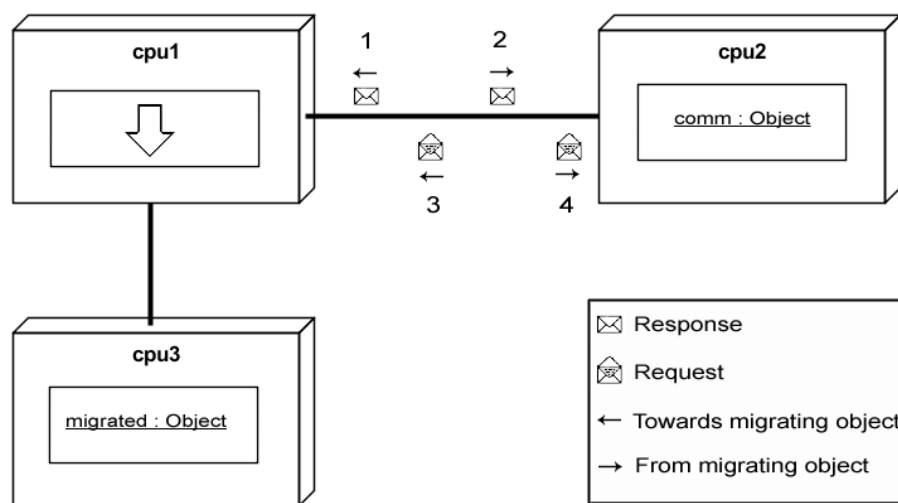 cpu1
1
2
cpu2
comm : Object
3
4
cpu3
migrated : Object
Response
Request
Towards migrating object
From migrating object